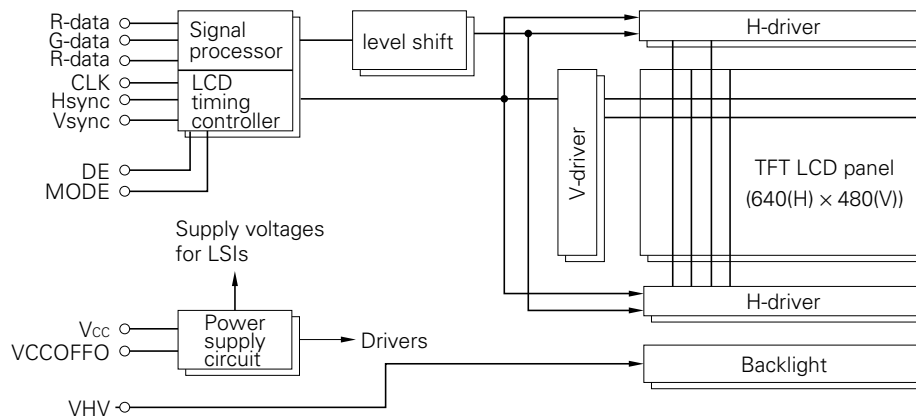 R-data
G-data
R-data
CLK
Hsync
Vsync
DE
MODE
Signal
processor
LCD
timing
controller
level shift
H-driver
V-driver
TFT LCD panel
(640(H) × 480(V))
H-driver
Supply voltages
for LSIs
Vcc
VCCOFFO
Power
supply
circuit
Drivers
Backlight
VHV